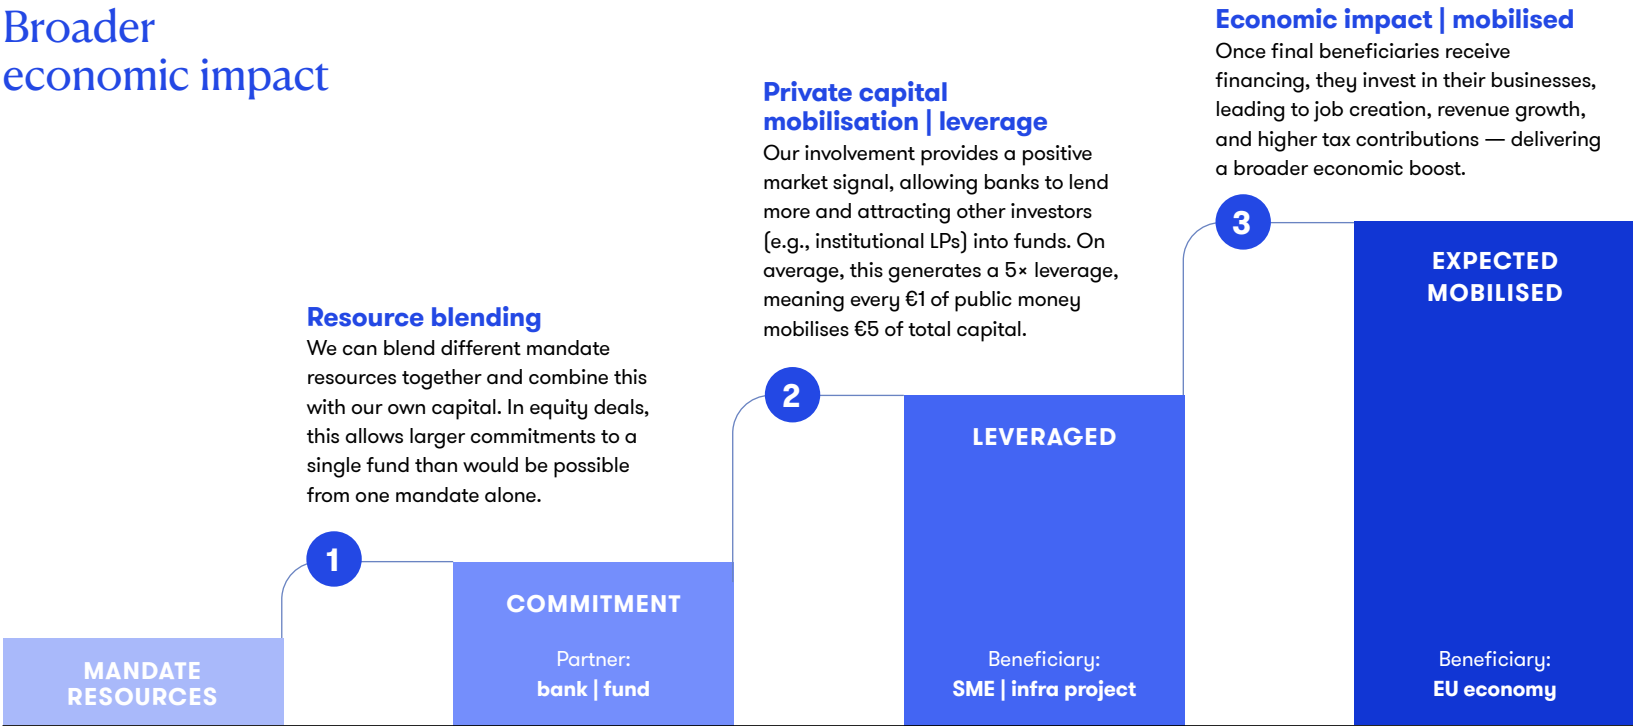 Broader
economic impact
Resource blending
We can blend different mandate
resources together and combine this
with our own capital. In equity deals,
this allows larger commitments to a
single fund than would be possible
from one mandate alone.
Private capital
mobilisation | leverage
Our involvement provides a positive
market signal, allowing banks to lend
more and attracting other investors
(e.g., institutional LPs) into funds. On
average, this generates a 5× leverage,
meaning every €1 of public money
mobilises €5 of total capital.
Economic impact | mobilised
Once final beneficiaries receive
financing, they invest in their businesses,
leading to job creation, revenue growth,
and higher tax contributions — delivering
a broader economic boost.
1
2
3
MANDATE
RESOURCES
COMMITMENT
Partner:
bank | fund
LEVERAGED
Beneficiary:
SME | infra project
EXPECTED
MOBILISED
Beneficiary:
EU economy